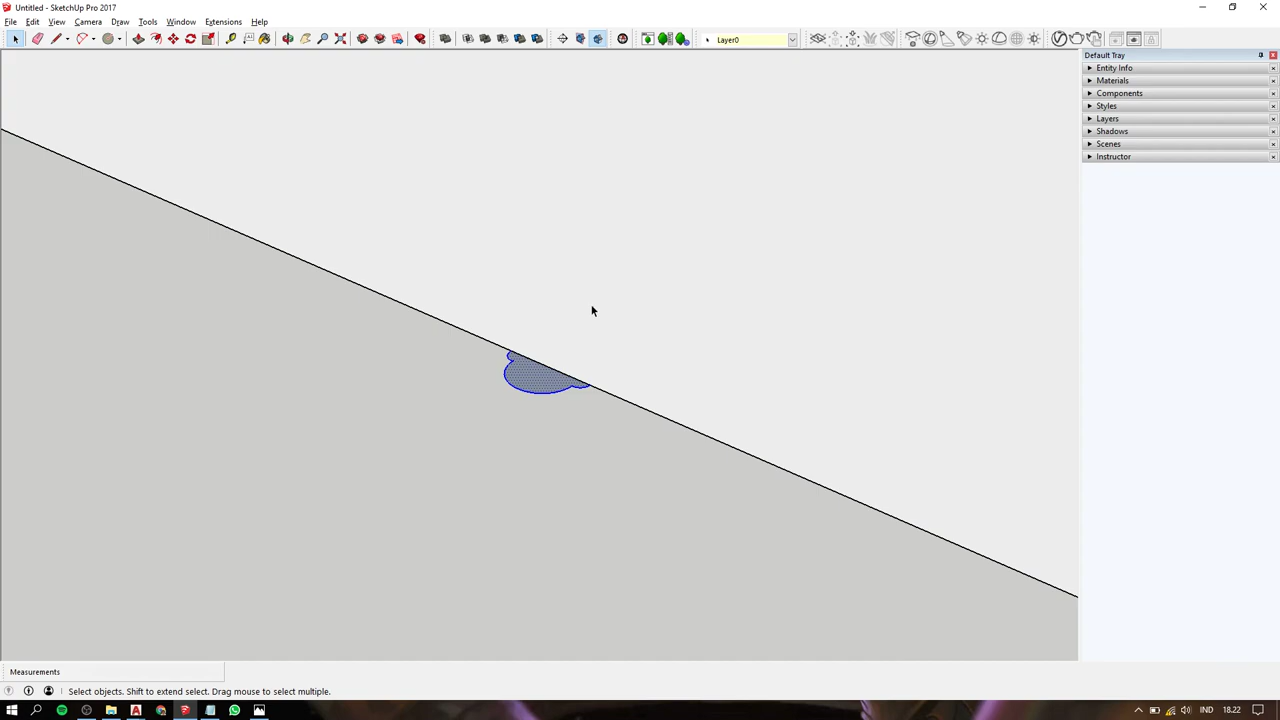 Untitled - SketchUp Pro 2017
File Edit View Camera Draw Tools Window Extensions Help
Layer0
Default Tray
Entity Info
Materials
Components
Styles
Layers
Shadows
Scenes
Instructor
Measurements
Select objects. Shift to extend select. Drag mouse to select multiple.
IND 18.22